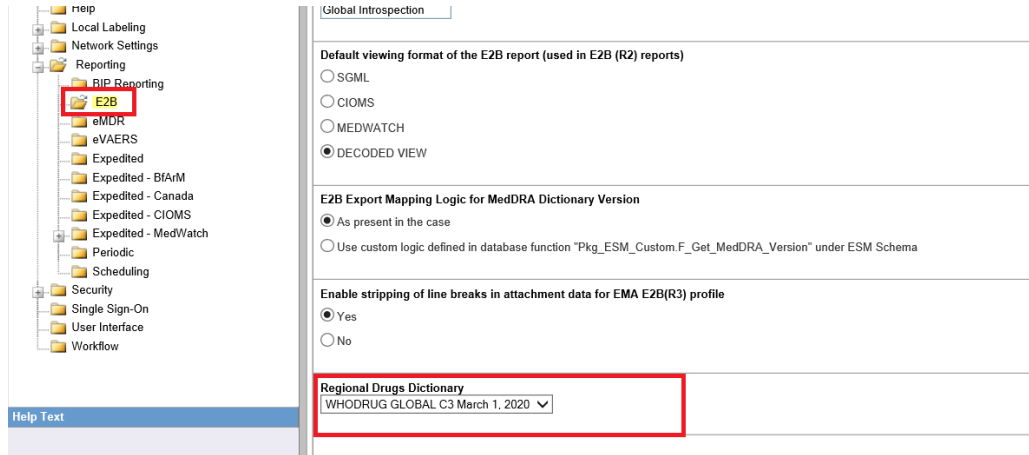 Help
Local Labeling
Network Settings
Reporting
BIP Reporting
E2B
eMDR
eVAERS
Expedited
Expedited - BfArM
Expedited - Canada
Expedited - CIOMS
Expedited - MedWatch
Periodic
Scheduling
Security
Single Sign-On
User Interface
Workflow
Help Text
Global Introspection
Default viewing format of the E2B report (used in E2B (R2) reports)
SGML
CIOMS
MEDWATCH
DECODED VIEW
E2B Export Mapping Logic for MedDRA Dictionary Version
As present in the case
Use custom logic defined in database function "Pkg_ESM_Custom.F_Get_MedDRA_Version" under ESM Schema
Enable stripping of line breaks in attachment data for EMA E2B(R3) profile
Yes
No
Regional Drugs Dictionary
WHODRUG GLOBAL C3 March 1, 2020